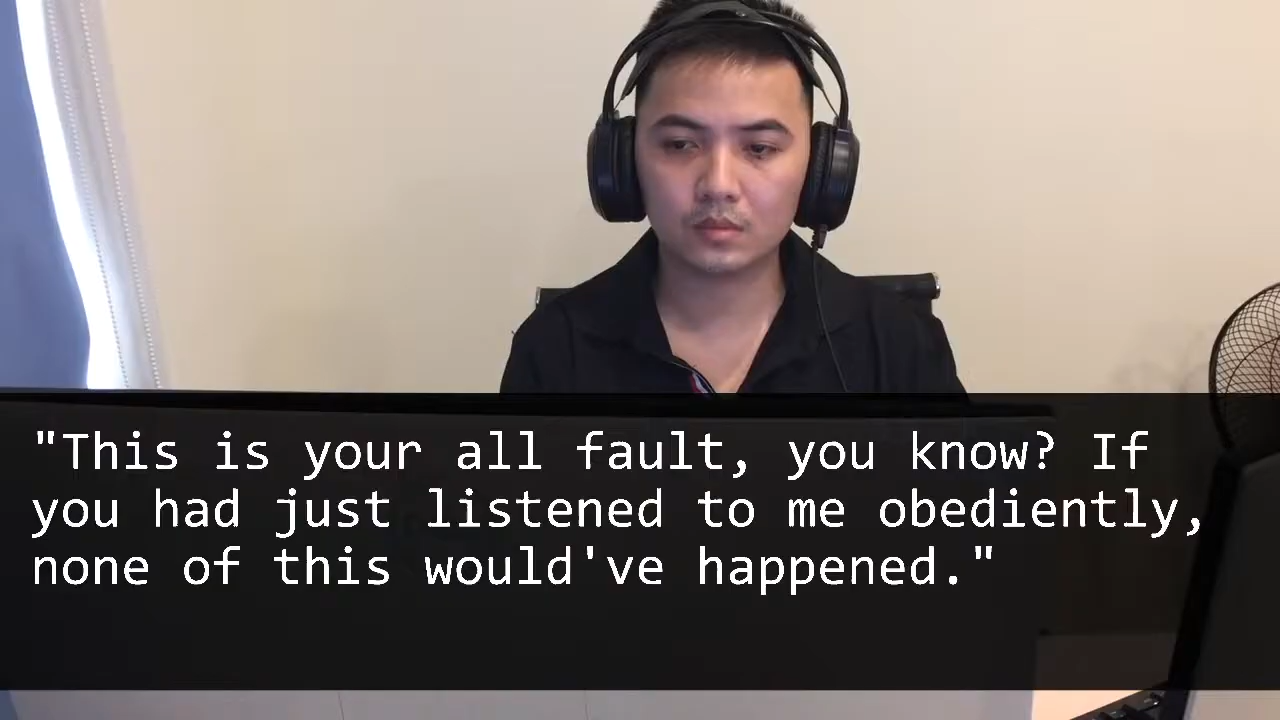 "This is your all fault, you know? If
you had just listened to me obediently,
none of this would've happened."